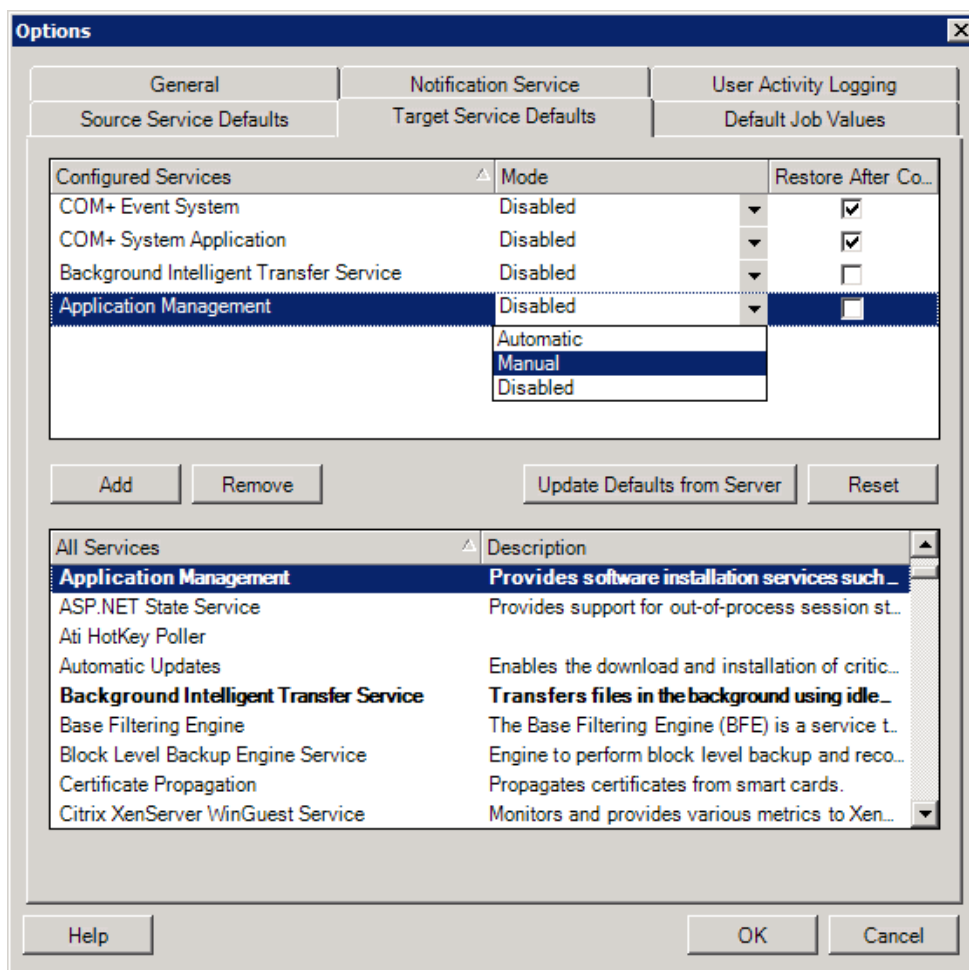 Options
General Notification Service User Activity Logging
Source Service Defaults Target Service Defaults Default Job Values
Configured Services Mode Restore After Co...
COM+ Event System Disabled
COM+ System Application Disabled
Background Intelligent Transfer Service Disabled
Application Management Disabled
Automatic
Manual
Disabled
Add Remove Update Defaults from Server Reset
All Services Description
Application Management Provides software installation services such ...
ASP.NET State Service Provides support for out-of-process session st...
Ati HotKey Poller
Automatic Updates Enables the download and installation of critic...
Background Intelligent Transfer Service Transfers files in the background using idle...
Base Filtering Engine The Base Filtering Engine (BFE) is a service t...
Block Level Backup Engine Service Engine to perform block level backup and reco...
Certificate Propagation Propagates certificates from smart cards.
Citrix XenServer WinGuest Service Monitors and provides various metrics to Xen...
Help OK Cancel